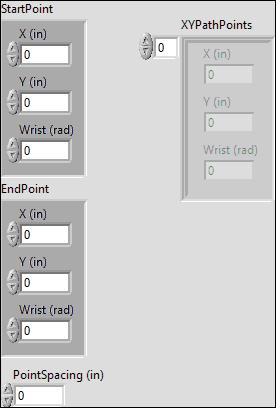 StartPoint
X (in)
0
Y (in)
0
Wrist (rad)
0
EndPoint
X (in)
0
Y (in)
0
Wrist (rad)
0
PointSpacing (in)
0
XYPathPoints
0
X (in)
0
Y (in)
0
Wrist (rad)
0